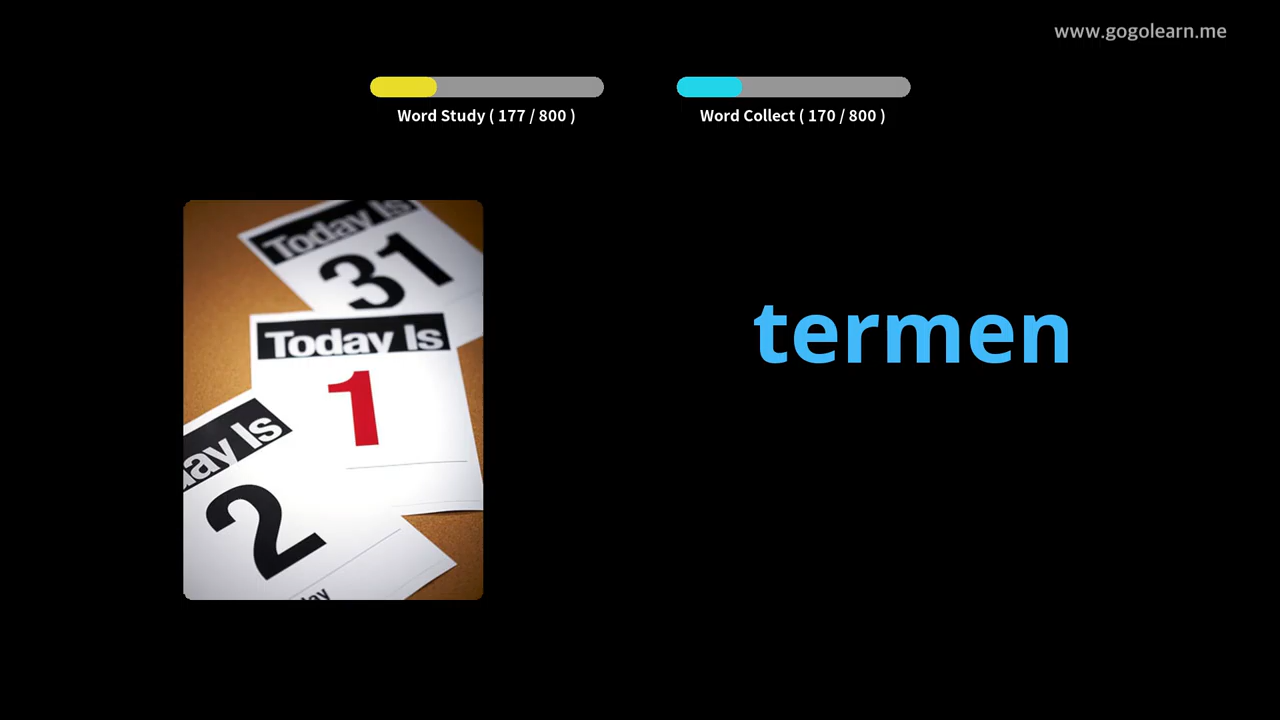 www.gogolearn.me
Word Study ( 177 / 800 )
Word Collect ( 170 / 800 )
Today Is
31
Today Is
1
ay Is
2
termen